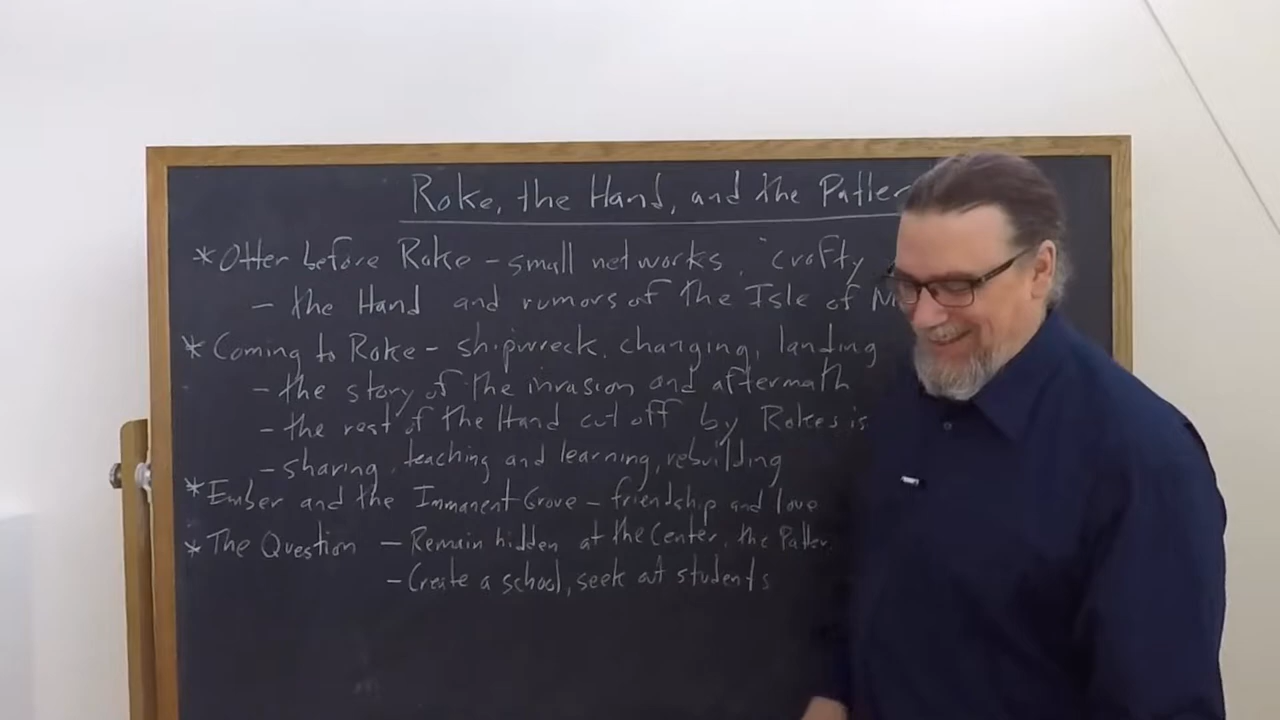 Roke, the Hand, and the Patter
* Otter before Roke - small networks, "crafty
- the Hand and rumors of the Isle of
* Coming to Roke - shipwreck, changing, landing
- the story of the invasion and aftermath
- the rest of the Hand cut off by Rokes is
- sharing, teaching and learning, rebuilding
* Ember and the Immanent Grove - friendship and love
* The Question - Remain hidden at the Center, the Patter
- Create a school, seek out students